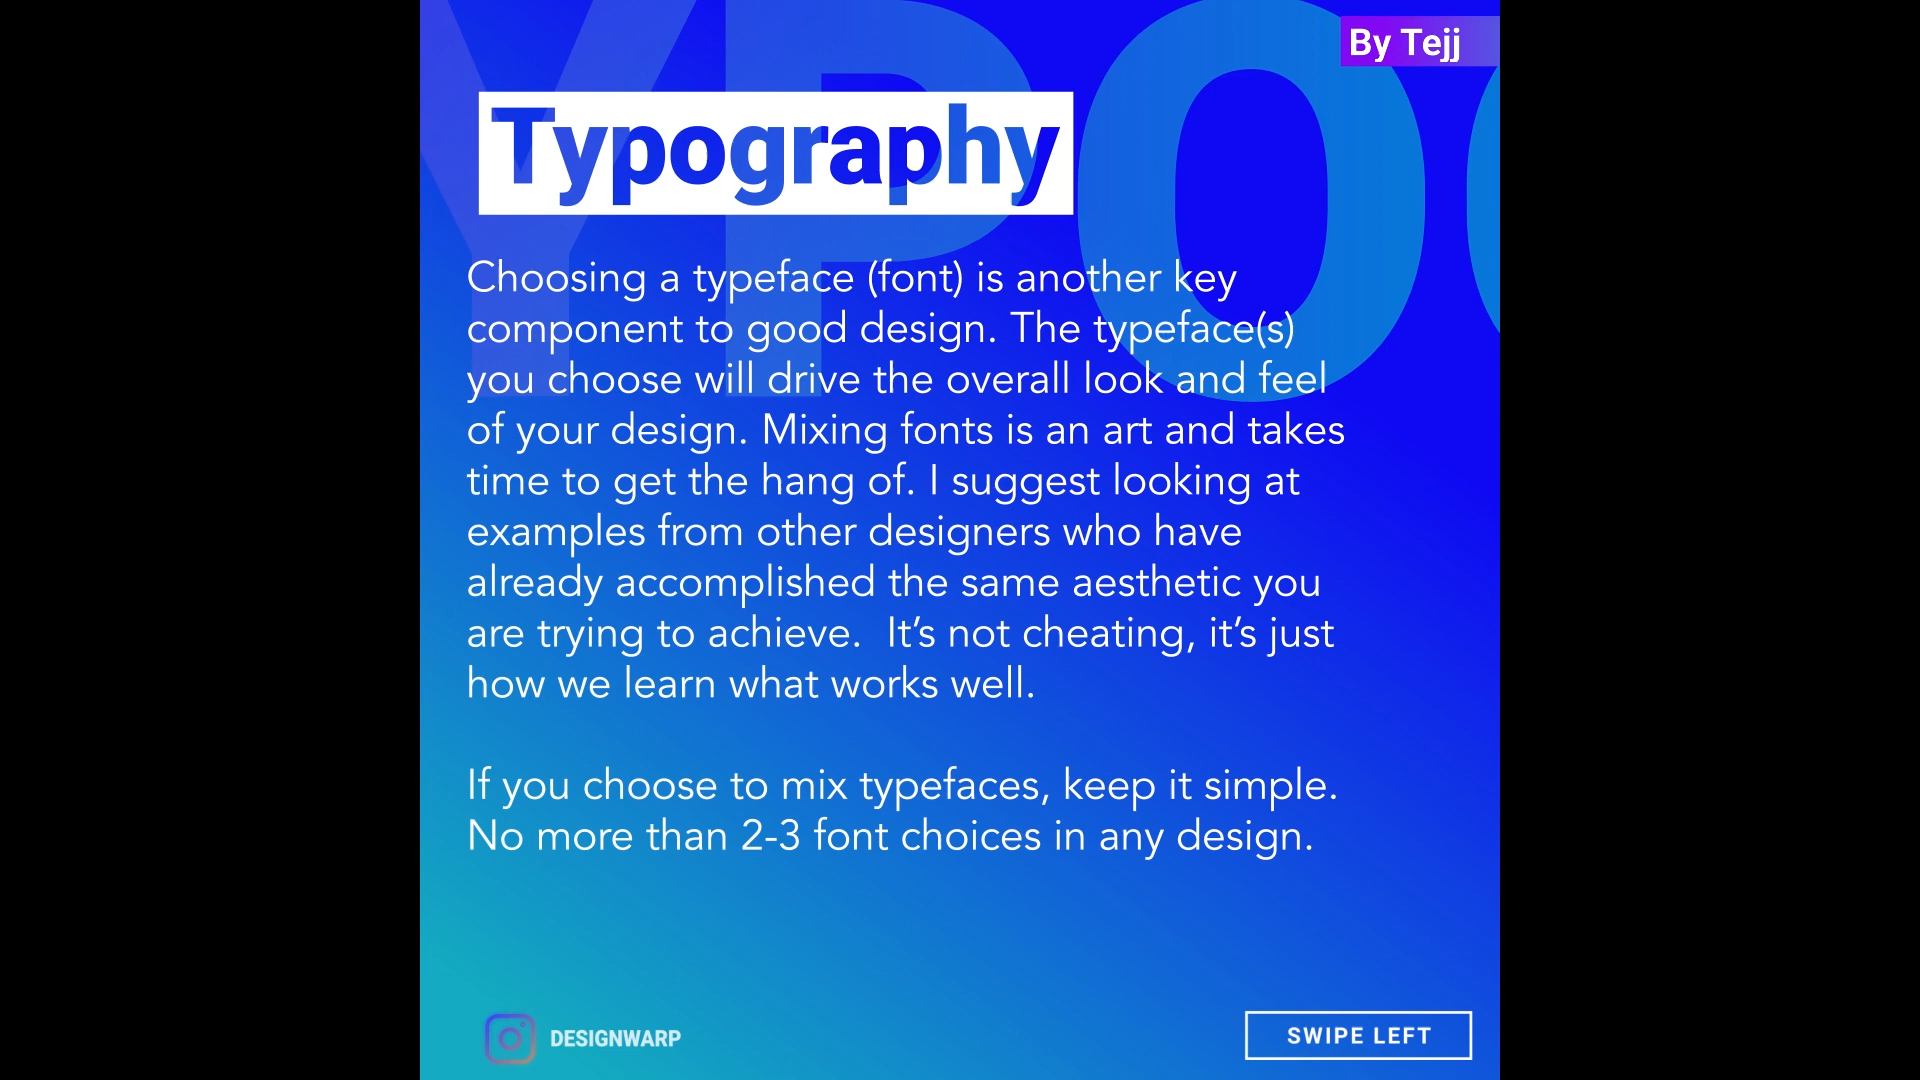 YPO
By Tejj
Typography
Choosing a typeface (font) is another key
component to good design. The typeface(s)
you choose will drive the overall look and feel
of your design. Mixing fonts is an art and takes
time to get the hang of. I suggest looking at
examples from other designers who have
already accomplished the same aesthetic you
are trying to achieve.  It’s not cheating, it’s just
how we learn what works well.
If you choose to mix typefaces, keep it simple.
No more than 2-3 font choices in any design.
DESIGNWARP
SWIPE LEFT